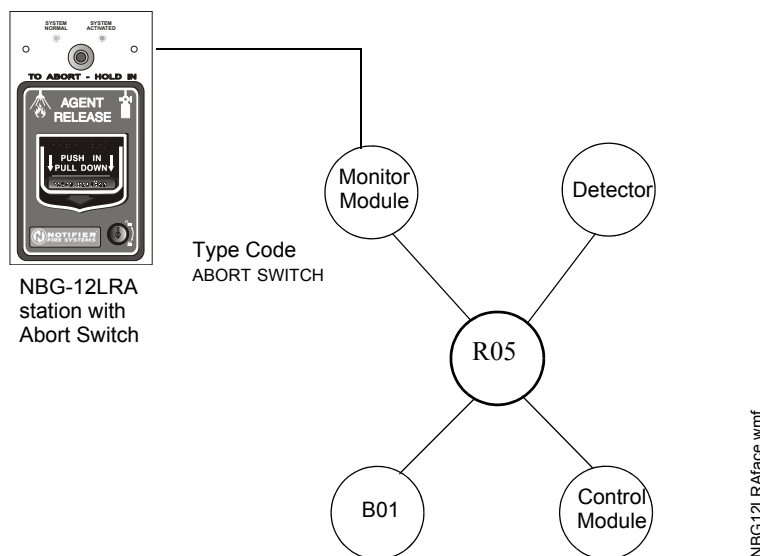 SYSTEM NORMAL
SYSTEM ACTIVATED
TO ABORT - HOLD IN
AGENT
RELEASE
PUSH IN
PULL DOWN
NOTIFIER
FIRE SYSTEMS
NBG-12LRA
station with
Abort Switch
Type Code
ABORT SWITCH
Monitor
Module
Detector
R05
B01
Control
Module
NBG12LRAface.wmf